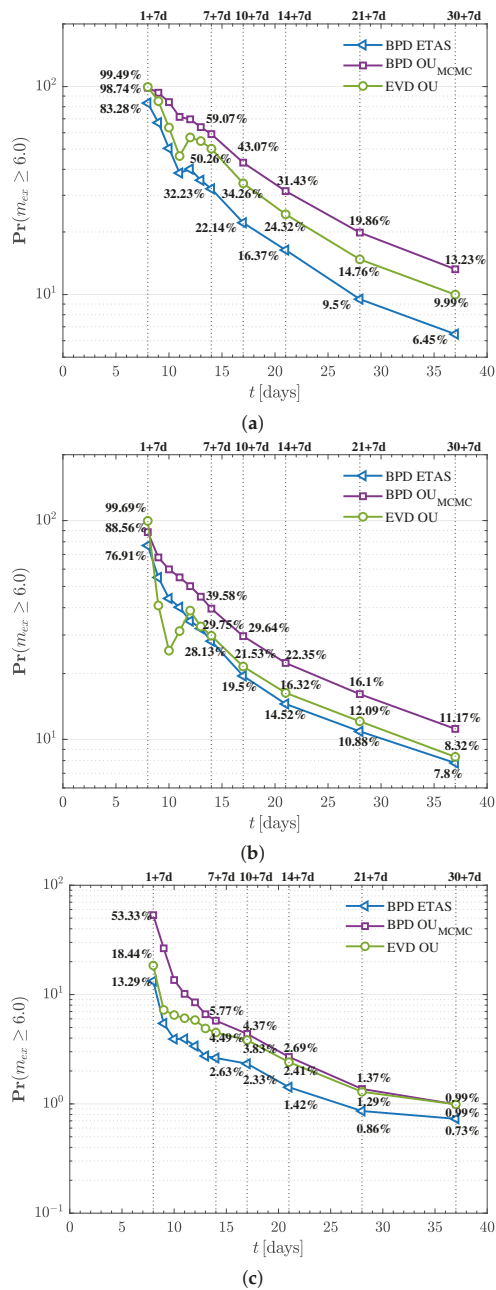 1+7d 7+7d 10+7d 14+7d 21+7d 30+7d
BPD ETAS
BPD OU_MCMC
EVD OU
10²
10¹
99.49%
98.74%
83.28%
59.07%
50.26%
32.23%
43.07%
34.26%
22.14%
31.43%
24.32%
16.37%
19.86%
14.76%
9.5%
13.23%
9.99%
6.45%
Pr(m_ex ≥ 6.0)
0 5 10 15 20 25 30 35 40
t [days]
(a)
1+7d 7+7d 10+7d 14+7d 21+7d 30+7d
BPD ETAS
BPD OU_MCMC
EVD OU
10²
10¹
99.69%
88.56%
76.91%
39.58%
29.75%
28.13%
29.64%
21.53%
19.5%
22.35%
16.32%
14.52%
16.1%
12.09%
10.88%
11.17%
8.32%
7.8%
Pr(m_ex ≥ 6.0)
0 5 10 15 20 25 30 35 40
t [days]
(b)
1+7d 7+7d 10+7d 14+7d 21+7d 30+7d
BPD ETAS
BPD OU_MCMC
EVD OU
10²
10¹
10⁰
10⁻¹
53.33%
18.44%
13.29%
5.77%
4.49%
2.63%
4.37%
3.83%
2.33%
2.69%
2.41%
1.42%
1.37%
1.29%
0.86%
0.99%
0.99%
0.73%
Pr(m_ex ≥ 6.0)
0 5 10 15 20 25 30 35 40
t [days]
(c)